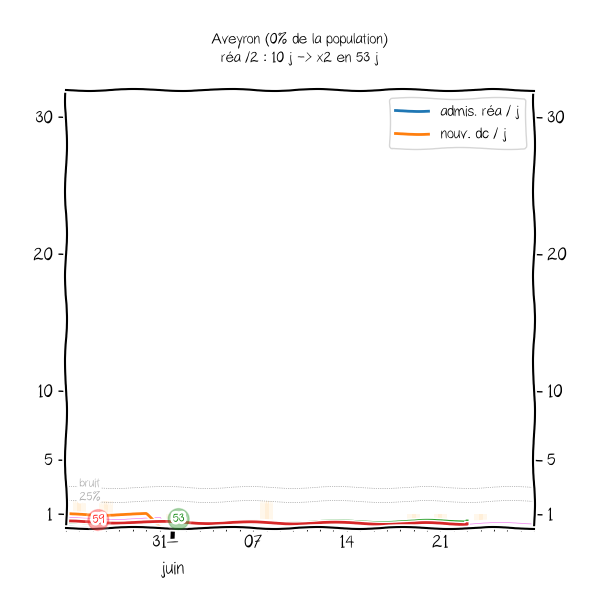 Aveyron (0% de la population)
réa /2 : 10 j -> x2 en 53 j
admis. réa / j
nouv. dc / j
30
30
20
20
10
10
5
5
bruit
25%
1
1
59
53
31
07
14
21
juin